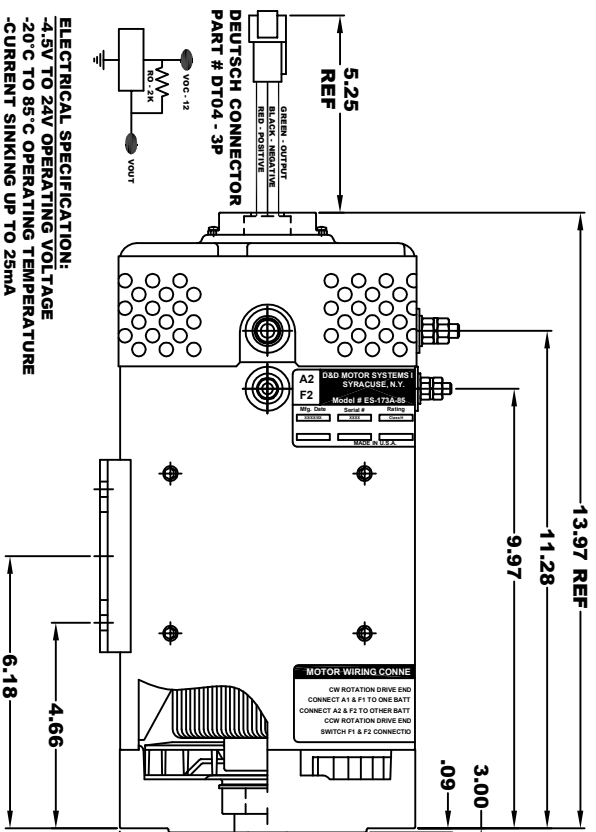 13.97 REF
11.28
9.97
5.25
REF
3.00
.09
GREEN - OUTPUT
BLACK - NEGATIVE
RED - POSITIVE
DEUTSCH CONNECTOR
PART # DT04 - 3P
VOC - 12
RO - 2K
VOUT
ELECTRICAL SPECIFICATION:
-4.5V TO 24V OPERATING VOLTAGE
-20°C TO 85°C OPERATING TEMPERATURE
-CURRENT SINKING UP TO 25mA
A2
F2
D&D MOTOR SYSTEMS I
SYRACUSE, N.Y.
Model # ES-173A-85
Mfg. Date Serial # Rating
XXXXXX XXXX Class H
MADE IN U.S.A.
MOTOR WIRING CONNE
CW ROTATION DRIVE END
CONNECT A1 & F1 TO ONE BATT
CONNECT A2 & F2 TO OTHER BATT
CCW ROTATION DRIVE END
SWITCH F1 & F2 CONNECTIO
4.66
6.18